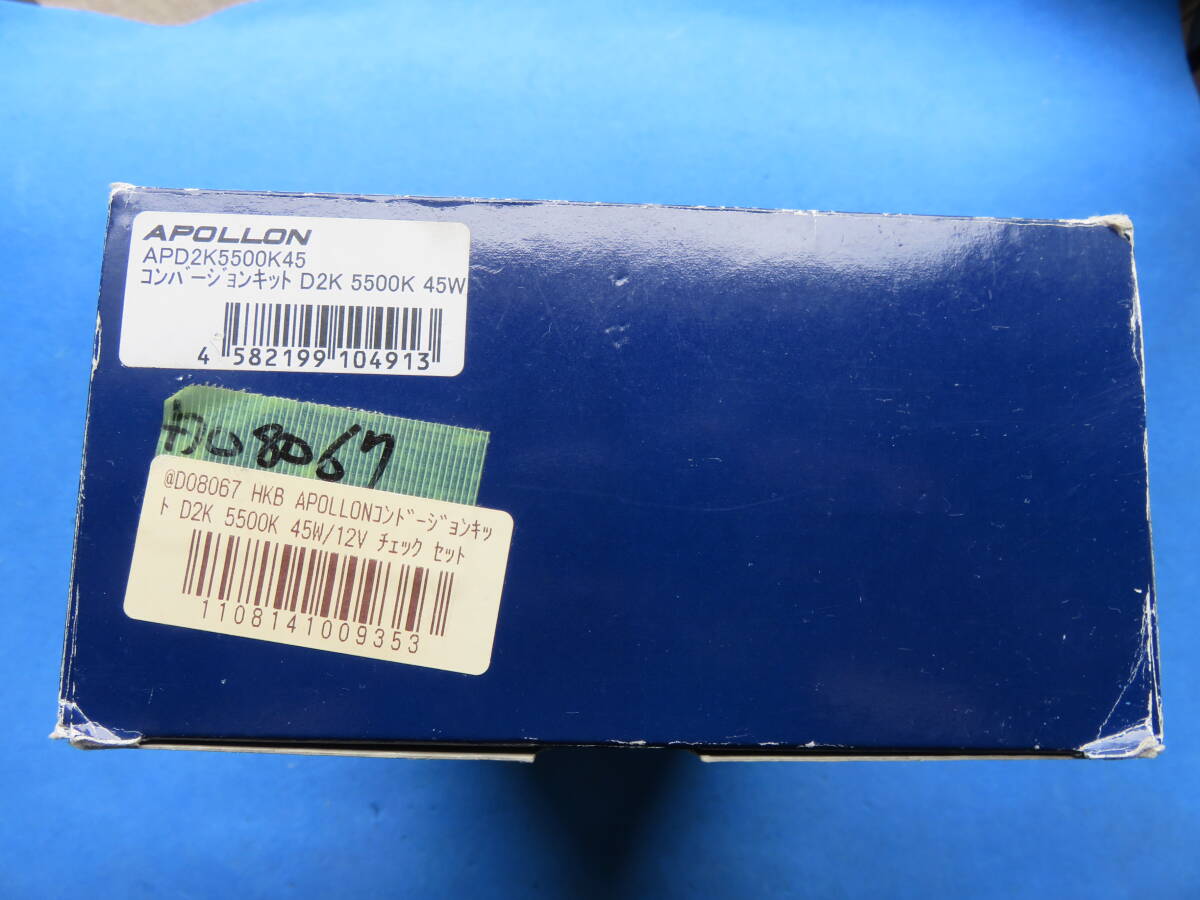 APOLLON
APD2K5500K45
コンバージョンキット D2K 5500K 45W
4 582199 104913
08067
@D08067 HKB APOLLONコンドージョンキッ
ト D2K 5500K 45W/12V チェック セット
1108141009353